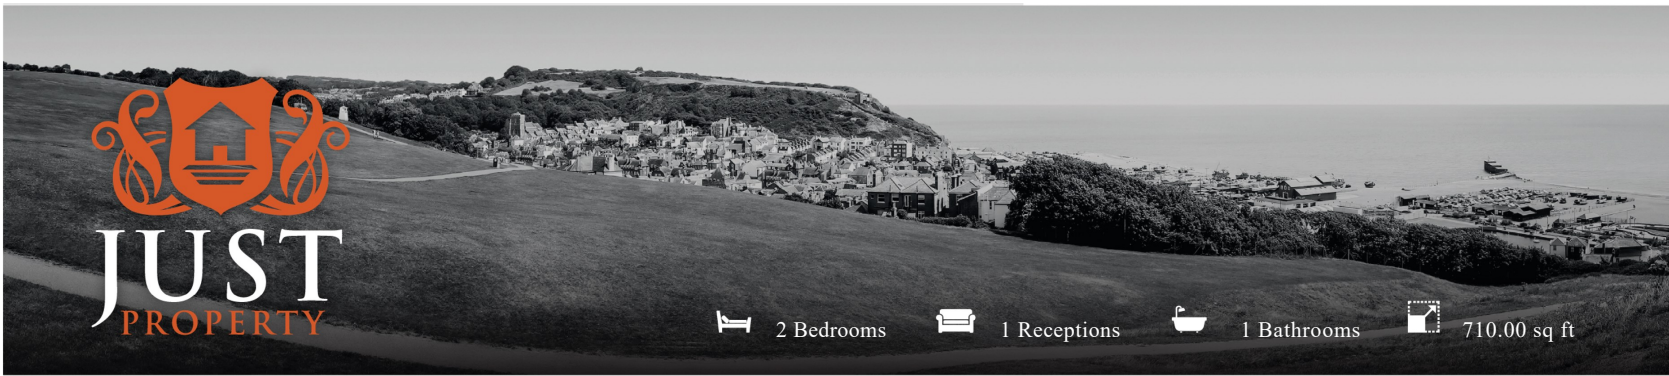 JUST
PROPERTY
2 Bedrooms
1 Receptions
1 Bathrooms
710.00 sq ft